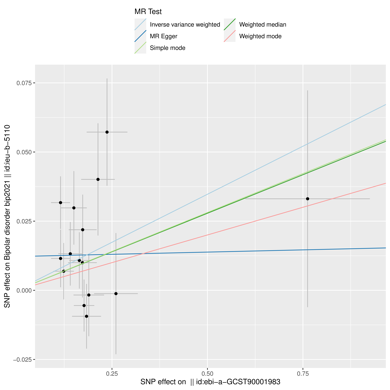 MR Test
Inverse variance weighted
Weighted median
MR Egger
Weighted mode
Simple mode
0.075
0.050
0.025
0.000
−0.025
SNP effect on Bipolar disorder bip2021 || id:ieu−b−5110
0.25
0.50
0.75
SNP effect on  || id:ebi−a−GCST90001983